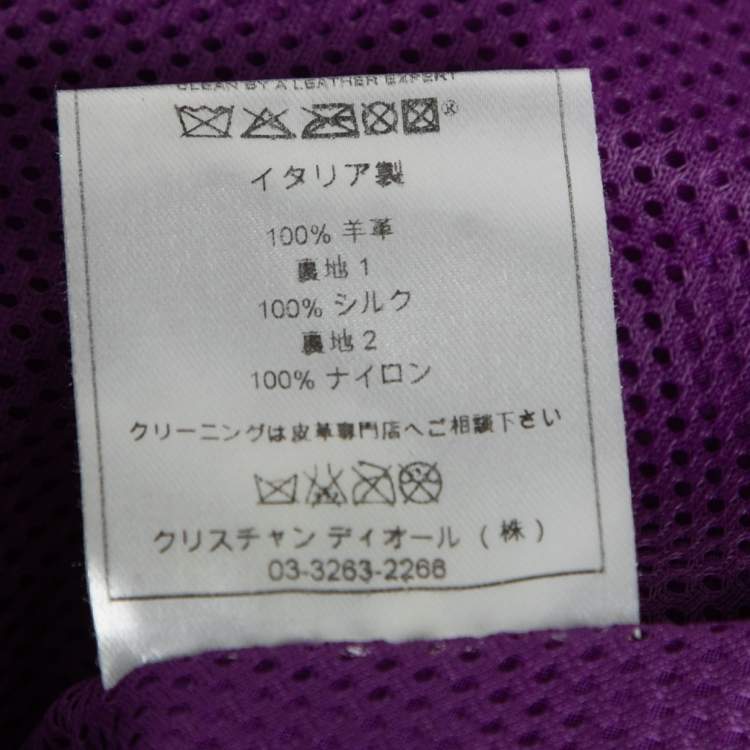 CLEAN BY A LEATHER EXPERT
®
イタリア製
100% 羊革
裏地 1
100% シルク
裏地 2
100% ナイロン
クリーニングは皮革専門店へご相談下さい
クリスチャン ディオール (株)
03-3263-2266